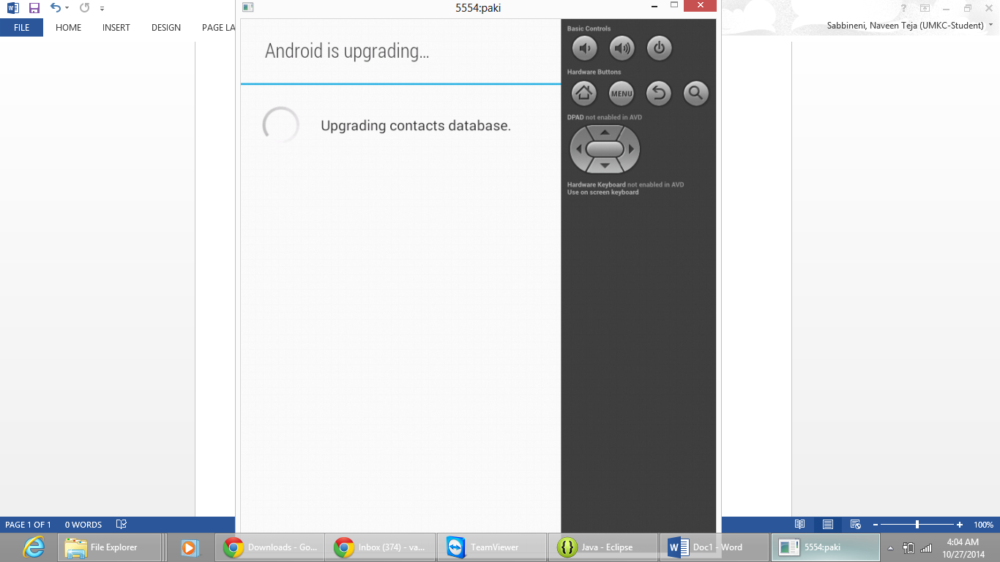 5554:paki
FILE HOME INSERT DESIGN PAGE LA
Sabbineni, Naveen Teja (UMKC-Student)
Android is upgrading...
Upgrading contacts database.
Basic Controls
Hardware Buttons
MENU
DPAD not enabled in AVD
Hardware Keyboard not enabled in AVD
Use on screen keyboard
PAGE 1 OF 1 0 WORDS
100%
File Explorer
Downloads - Go...
Inbox (374) - va...
TeamViewer
Java - Eclipse
Doc1 - Word
5554:paki
4:04 AM
10/27/2014